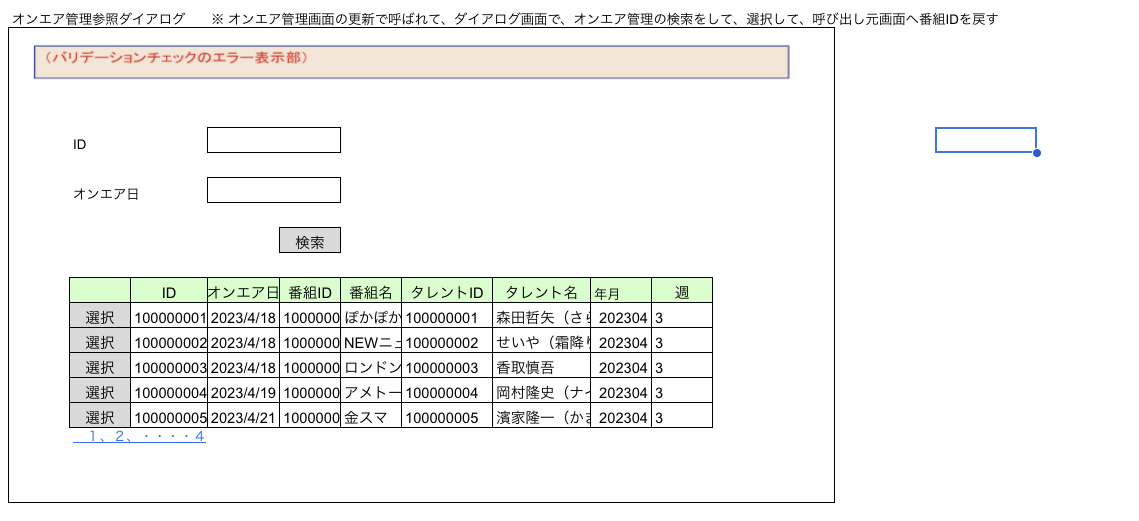 オンエア管理参照ダイアログ　　※ オンエア管理画面の更新で呼ばれて、ダイアログ画面で、オンエア管理の検索をして、選択して、呼び出し元画面へ番組IDを戻す
（バリデーションチェックのエラー表示部）
ID
オンエア日
検索
ID オンエア日 番組ID 番組名 タレントID タレント名 年月 週
選択 100000001 2023/4/18 1000000 ぽかぽか 100000001 森田哲矢（さら 202304 3
選択 100000002 2023/4/18 1000000 NEWニュ 100000002 せいや（霜降り 202304 3
選択 100000003 2023/4/18 1000000 ロンドン 100000003 香取慎吾 202304 3
選択 100000004 2023/4/19 1000000 アメトー 100000004 岡村隆史（ナイ 202304 3
選択 100000005 2023/4/21 1000000 金スマ 100000005 濱家隆一（かま 202304 3
１、２、・・・・４